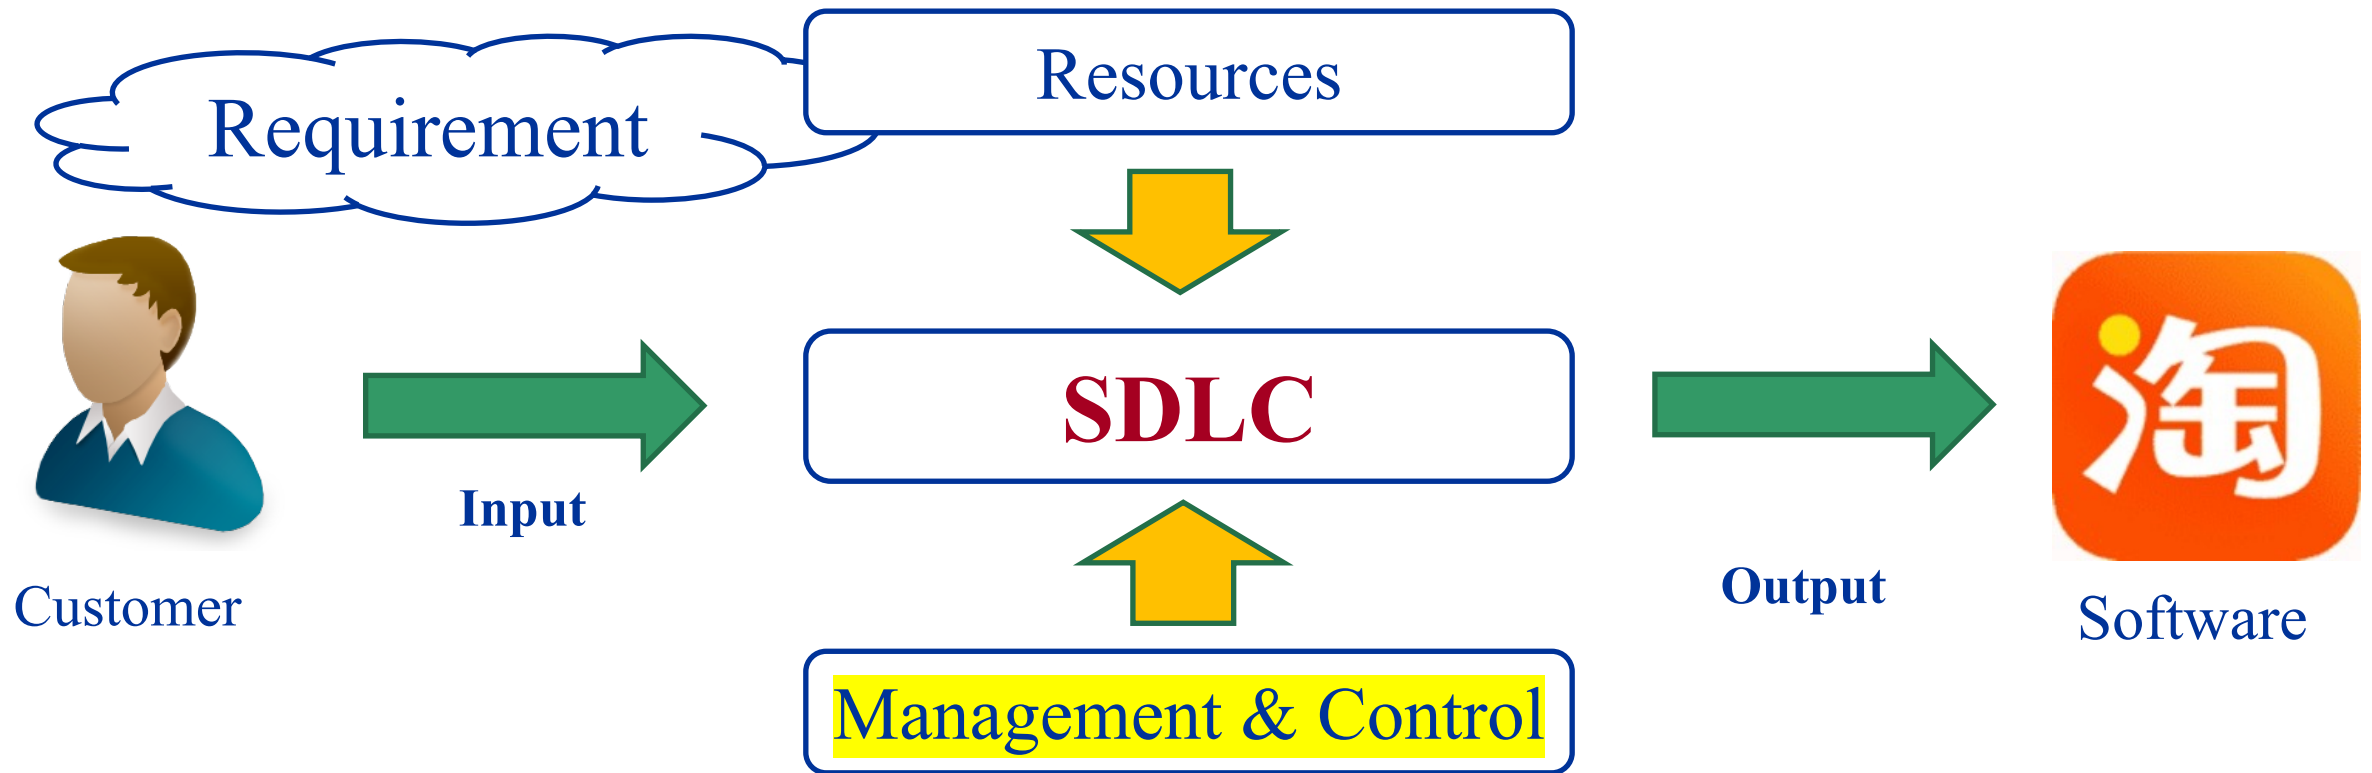 Resources
Requirement
SDLC
Input
淘
Output
Customer
Software
Management & Control